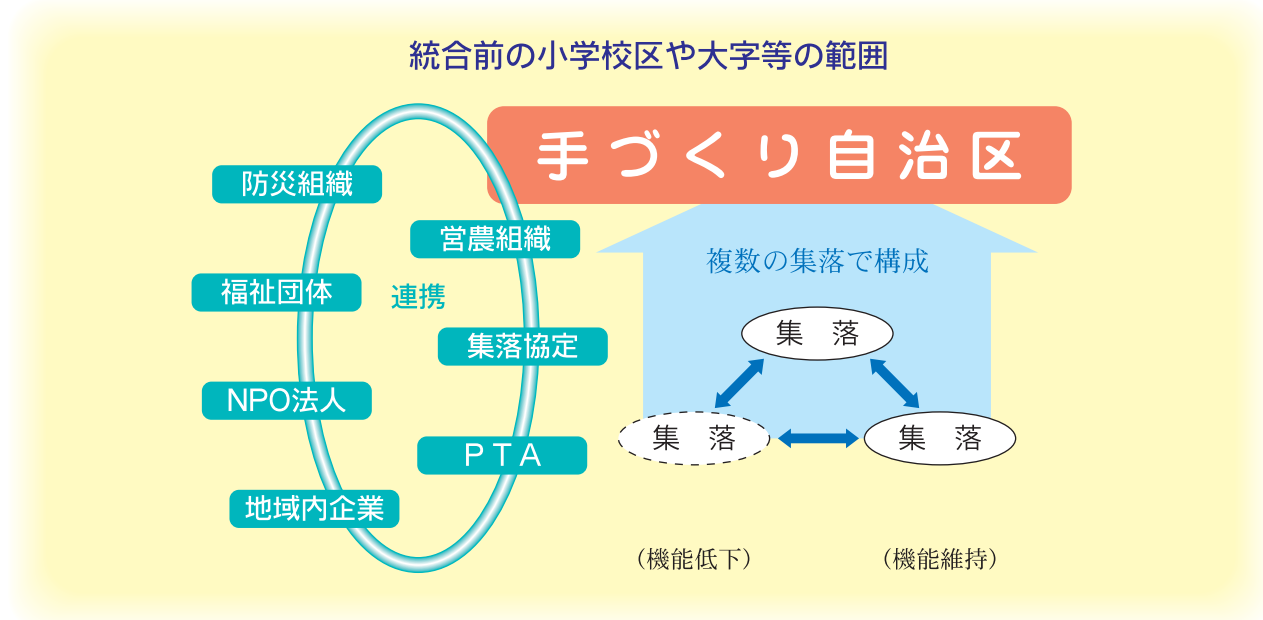 統合前の小学校区や大字等の範囲
手づくり自治区
防災組織
営農組織
福祉団体
連携
集落協定
NPO法人
PTA
地域内企業
複数の集落で構成
集落
集落
集落
（機能低下）
（機能維持）